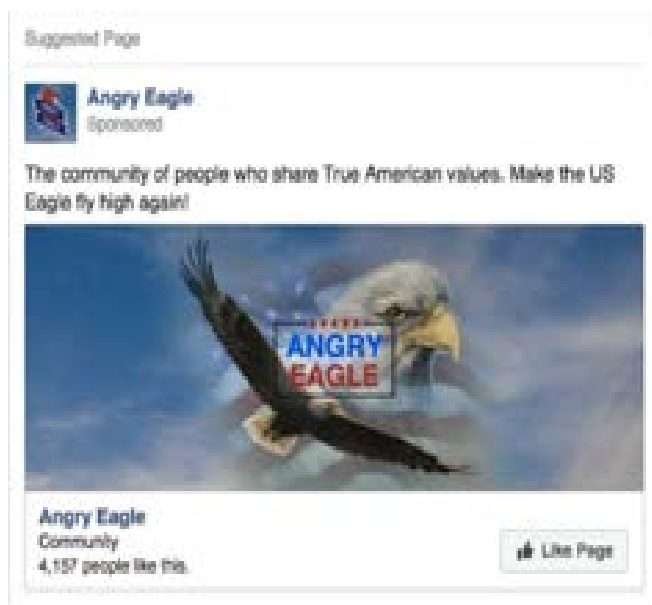 Suggested Page
Angry Eagle
Sponsored
The community of people who share True American values. Make the US
Eagle fly high again!
ANGRY
EAGLE
Angry Eagle
Community
4,157 people like this.
Like Page